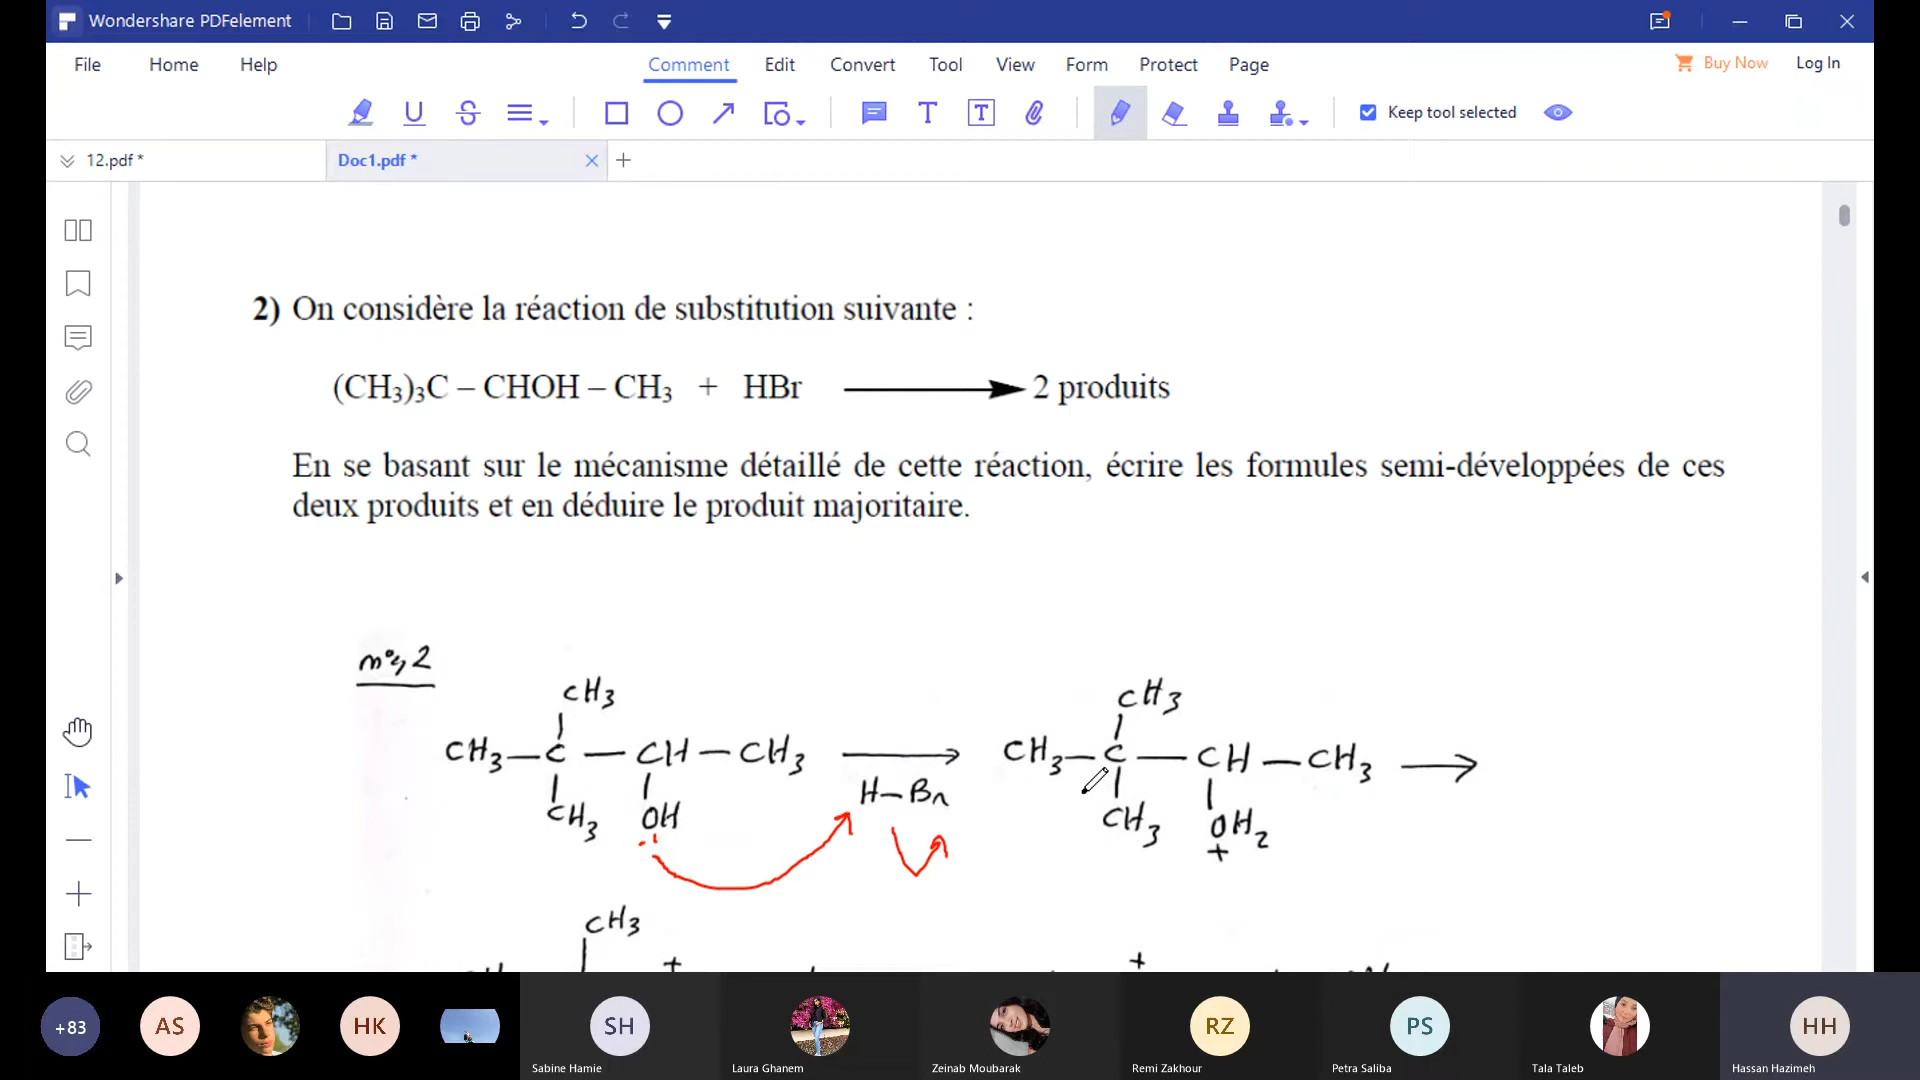 Wondershare PDFelement
File Home Help Comment Edit Convert Tool View Form Protect Page Buy Now Log In
U S T T Keep tool selected
12.pdf * Doc1.pdf *
2) On considère la réaction de substitution suivante :
(CH₃)₃C – CHOH – CH₃ + HBr ⟶ 2 produits
En se basant sur le mécanisme détaillé de cette réaction, écrire les formules semi-développées de ces
deux produits et en déduire le produit majoritaire.
CH₃ CH₃
CH₃—C—CH—CH₃ ⟶ CH₃—C—CH—CH₃ ⟶
H—Br
CH₃ OH CH₃ OH₂
+
CH₃
+ +
+83 AS HK SH RZ PS HH
Sabine Hamie Laura Ghanem Zeinab Moubarak Remi Zakhour Petra Saliba Tala Taleb Hassan Hazimeh